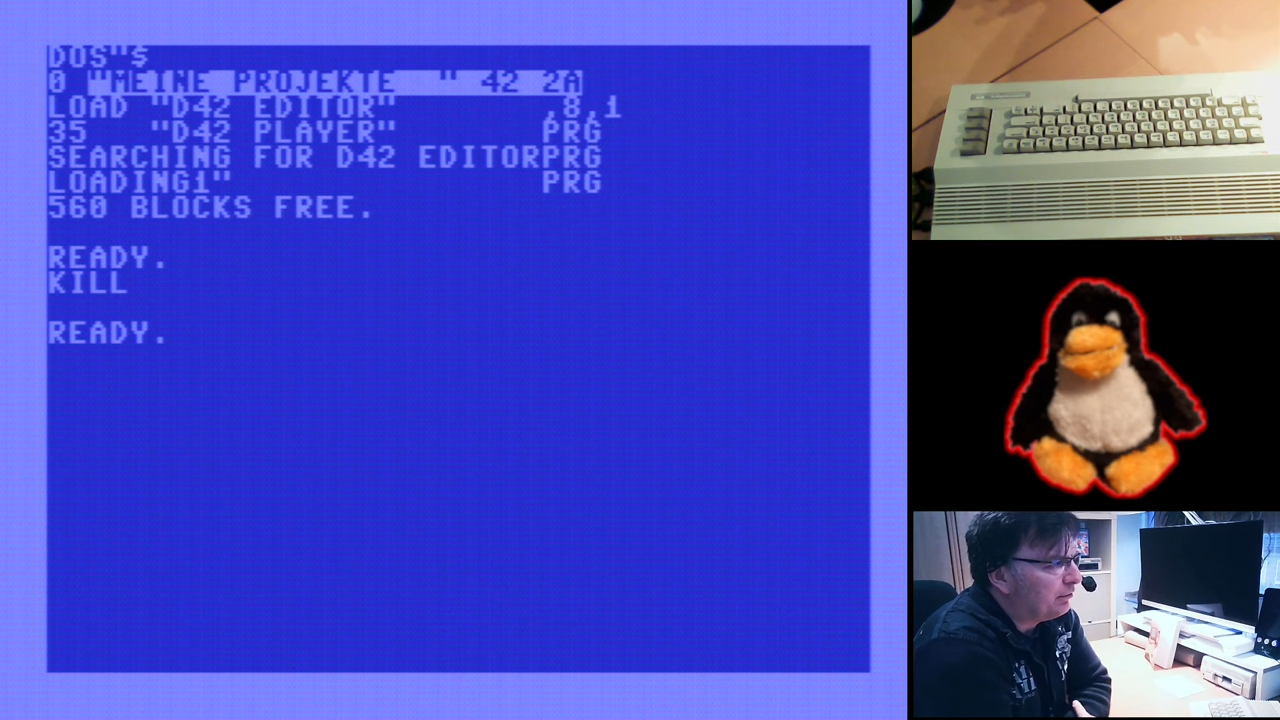 DOS"$
0 "MEINE PROJEKTE  " 42 2A
LOAD "D42 EDITOR"       ,8,1
35   "D42 PLAYER"       PRG
SEARCHING FOR D42 EDITORPRG
LOADING1"               PRG
560 BLOCKS FREE.
READY.
KILL
READY.